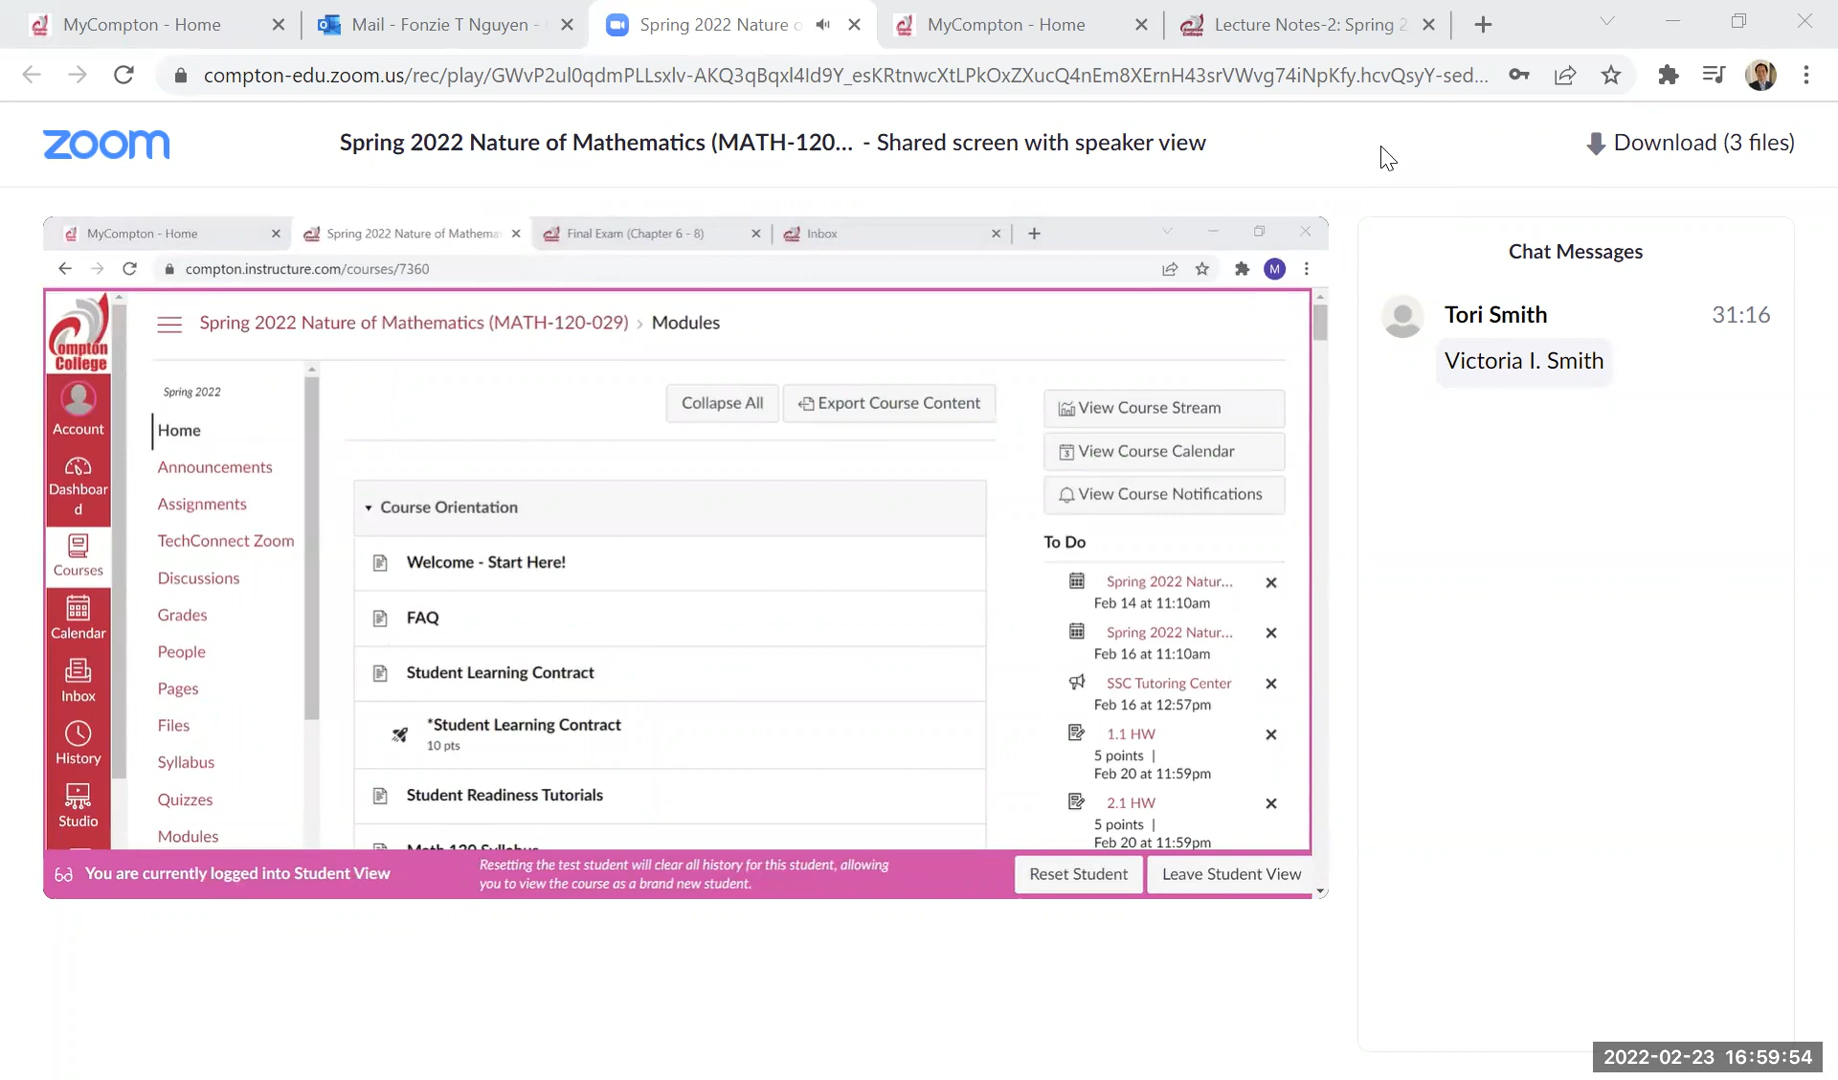 MyCompton - Home
Mail - Fonzie T Nguyen -
Spring 2022 Nature o
MyCompton - Home
Lecture Notes-2: Spring 2
compton-edu.zoom.us/rec/play/GWvP2ul0qdmPLLsxlv-AKQ3qBqxl4Id9Y_esKRtnwcXtLPkOxZXucQ4nEm8XErnH43srVWvg74iNpKfy.hcvQsyY-sed...
zoom
Spring 2022 Nature of Mathematics (MATH-120... - Shared screen with speaker view
Download (3 files)
MyCompton - Home
Spring 2022 Nature of Mathema
Final Exam (Chapter 6 - 8)
Inbox
compton.instructure.com/courses/7360
M
ompton
College
Account
Dashboar
d
Courses
Calendar
Inbox
History
Studio
Spring 2022 Nature of Mathematics (MATH-120-029) › Modules
Spring 2022
Home
Announcements
Assignments
TechConnect Zoom
Discussions
Grades
People
Pages
Files
Syllabus
Quizzes
Modules
Collapse All
Export Course Content
Course Orientation
Welcome - Start Here!
FAQ
Student Learning Contract
*Student Learning Contract
10 pts
Student Readiness Tutorials
Math 120 Syllabus
View Course Stream
3
View Course Calendar
View Course Notifications
To Do
Spring 2022 Natur...
Feb 14 at 11:10am
Spring 2022 Natur...
Feb 16 at 11:10am
SSC Tutoring Center
Feb 16 at 12:57pm
1.1 HW
5 points |
Feb 20 at 11:59pm
2.1 HW
5 points |
Feb 20 at 11:59pm
You are currently logged into Student View
Resetting the test student will clear all history for this student, allowing
you to view the course as a brand new student.
Reset Student
Leave Student View
Chat Messages
Tori Smith
31:16
Victoria I. Smith
2022-02-23 16:59:54